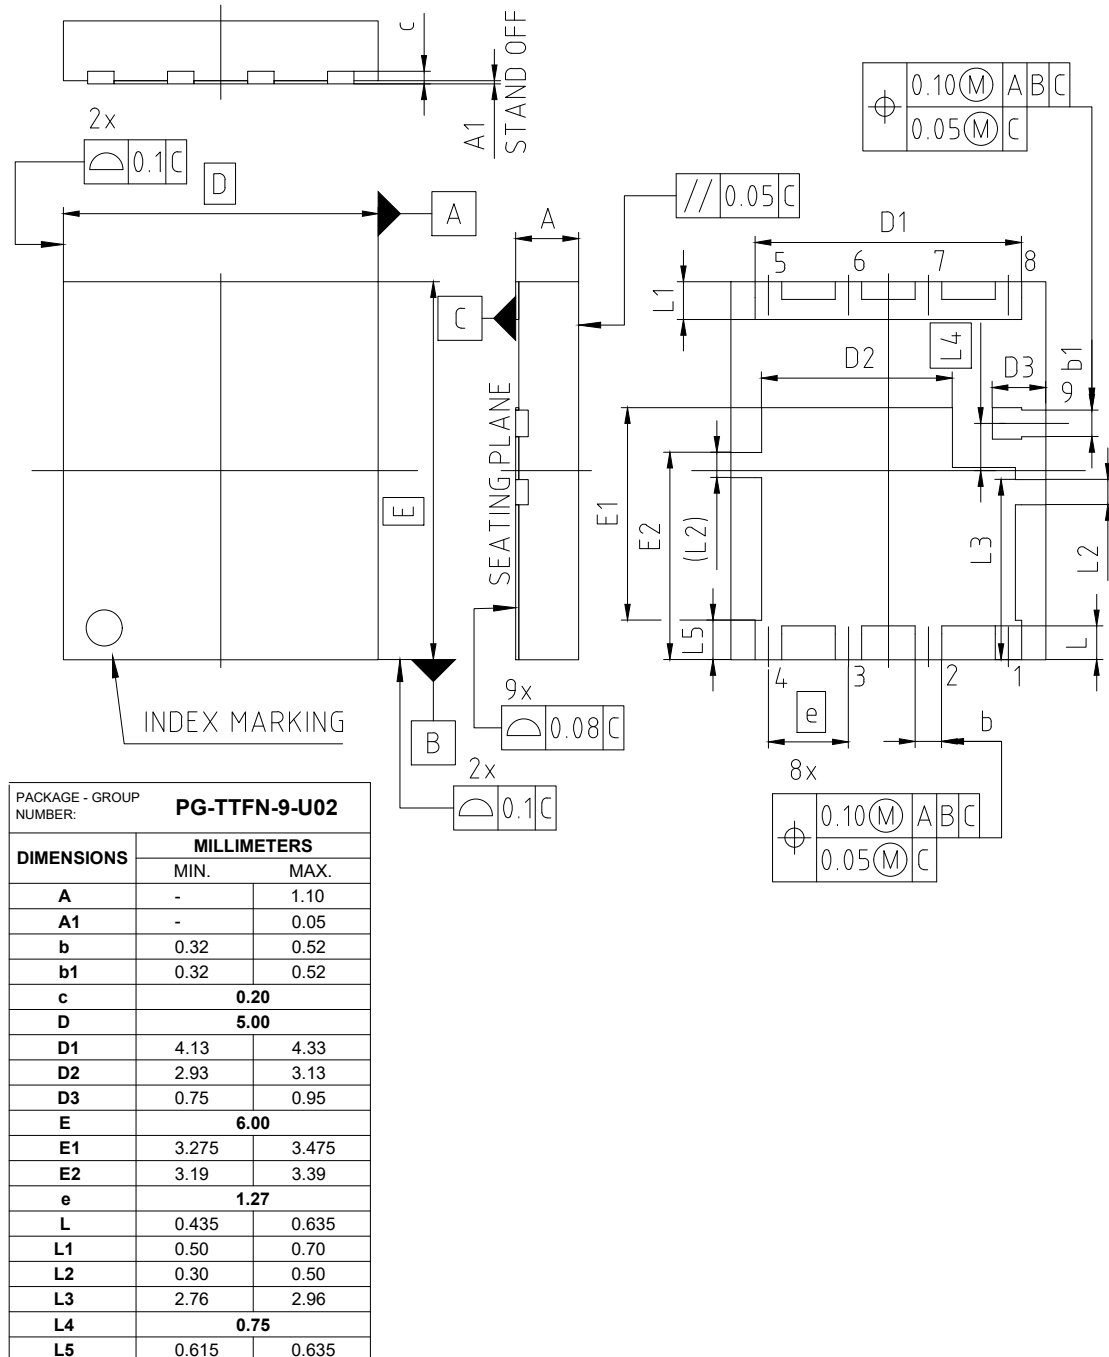 c
A1
STAND OFF
2x
0.1 C
D
A
0.10 M A B C
0.05 M C
// 0.05 C
A
D1
5 6 7 8
L1
C
L4
D2
D3
b1
9
SEATING PLANE
E
E1
E2
(L2)
L3
L2
L5
L
4 3 2 1
INDEX MARKING
B
9x
0.08 C
2x
0.1 C
e
b
8x
0.10 M A B C
0.05 M C
PACKAGE - GROUP
NUMBER:
PG-TTFN-9-U02
DIMENSIONS MILLIMETERS
MIN. MAX.
A - 1.10
A1 - 0.05
b 0.32 0.52
b1 0.32 0.52
c 0.20
D 5.00
D1 4.13 4.33
D2 2.93 3.13
D3 0.75 0.95
E 6.00
E1 3.275 3.475
E2 3.19 3.39
e 1.27
L 0.435 0.635
L1 0.50 0.70
L2 0.30 0.50
L3 2.76 2.96
L4 0.75
L5 0.615 0.635